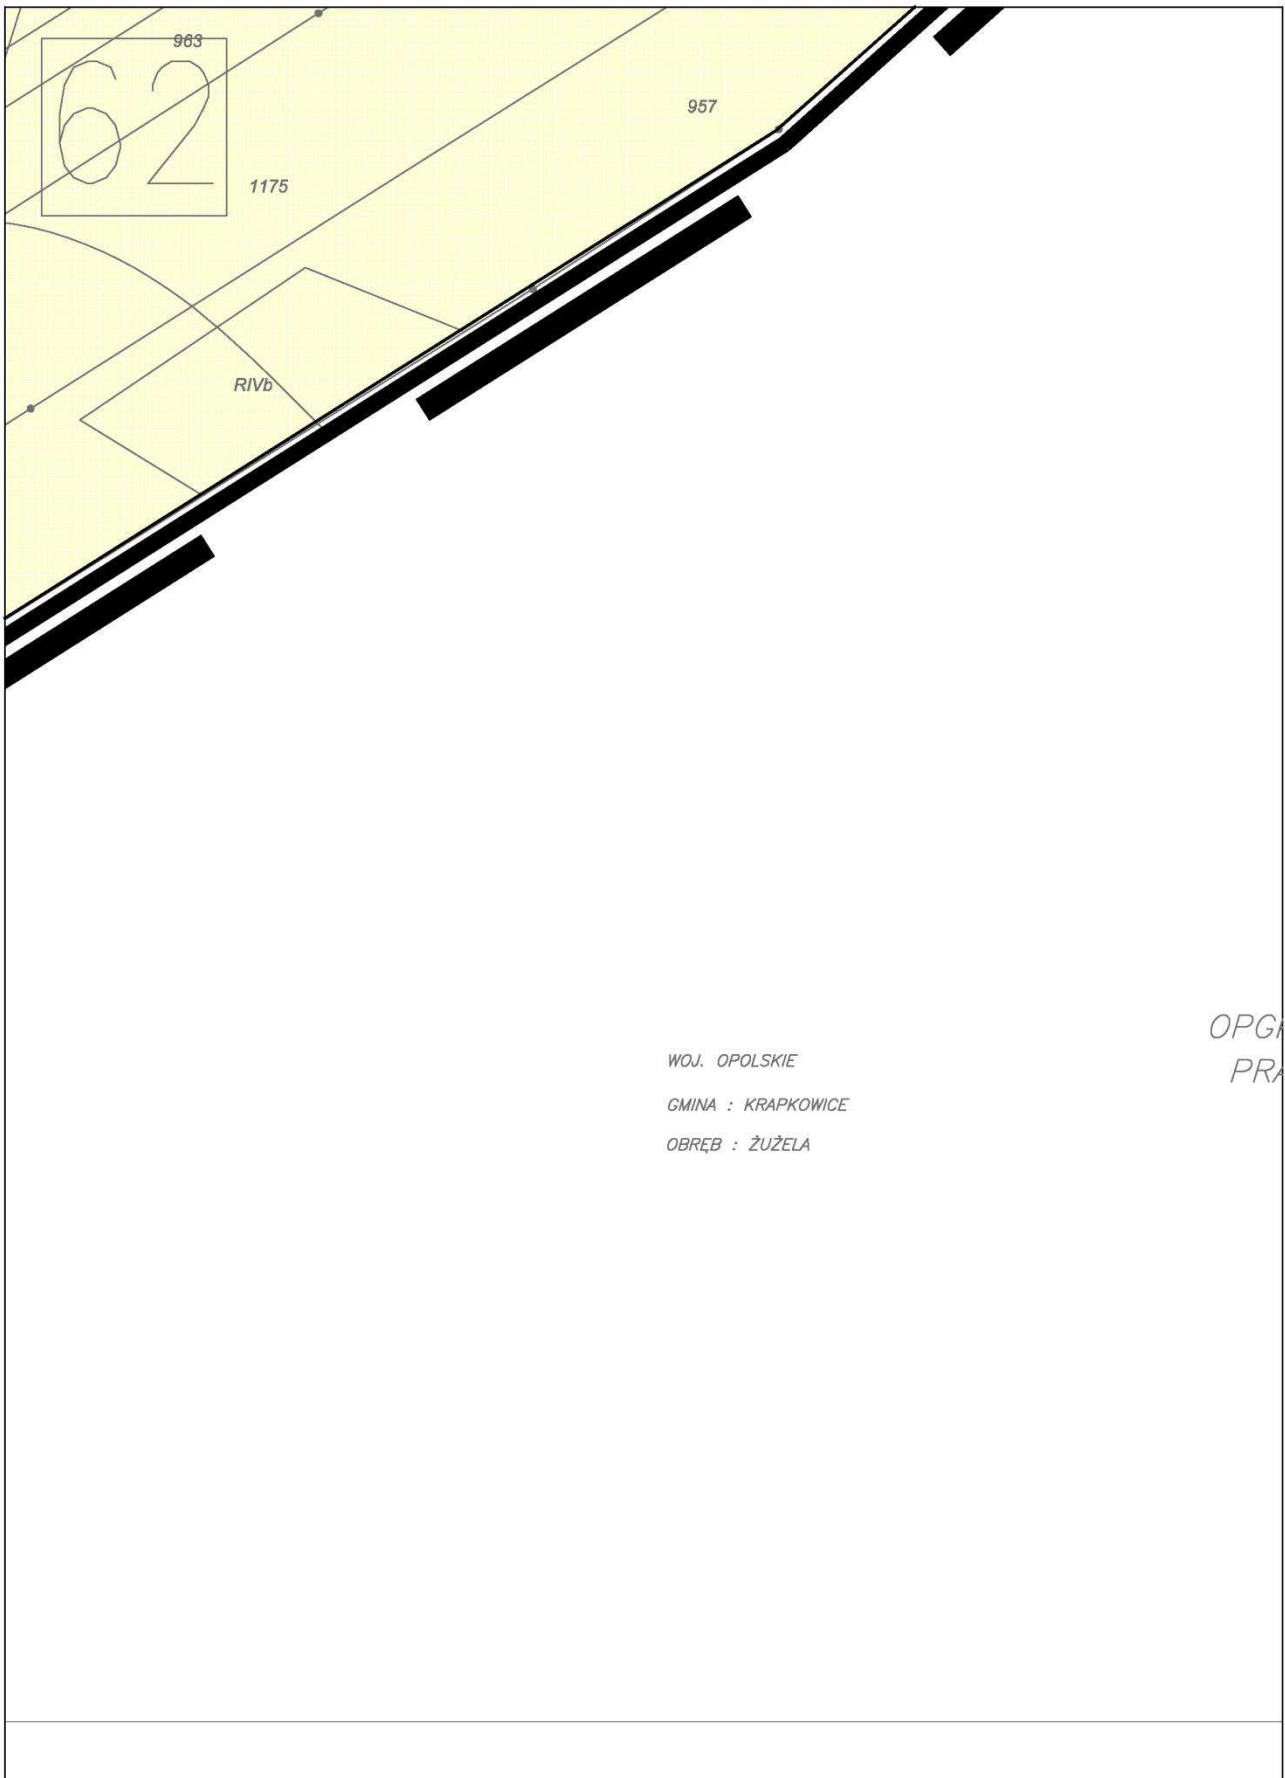 963
62
957
1175
RIVb
WOJ. OPOLSKIE
GMINA : KRAPKOWICE
OBRĘB : ŻUŻELA